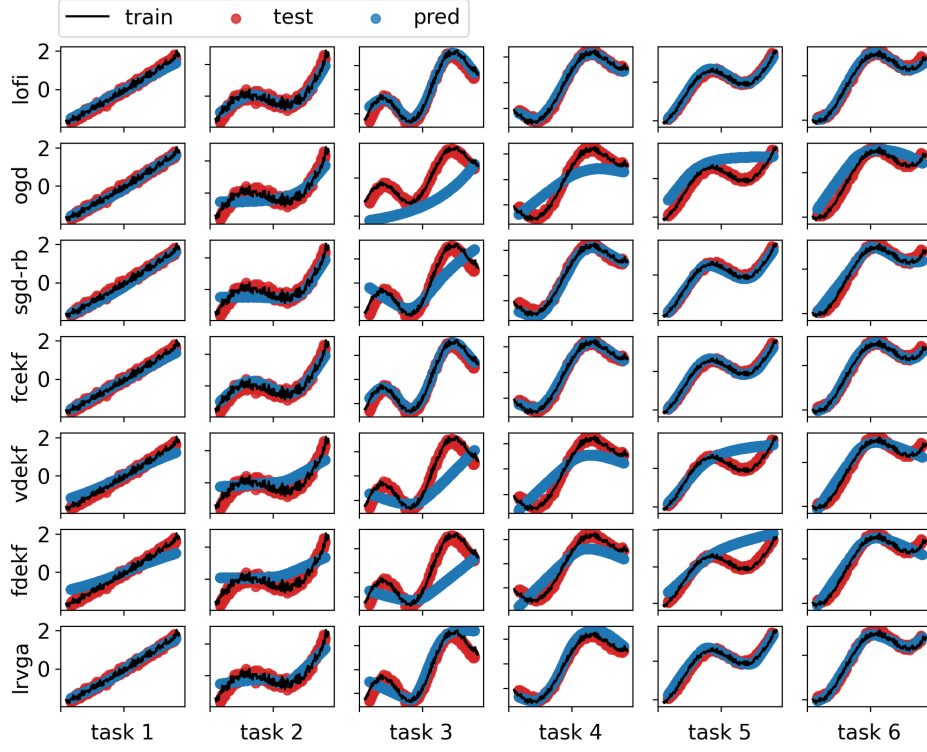 train test pred
lofi 2 0
ogd 2 0
sgd-rb 2 0
fcekf 2 0
vdekf 2 0
fdekf 2 0
lrvga 2 0
task 1 task 2 task 3 task 4 task 5 task 6